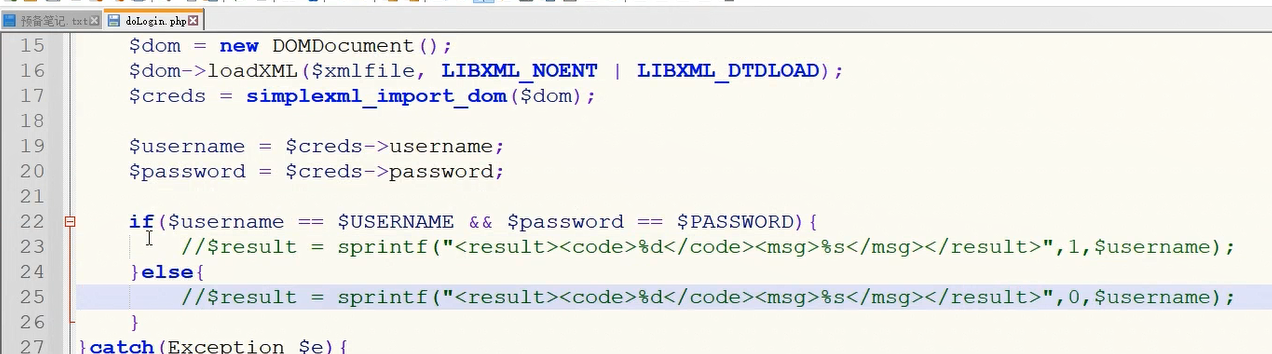 预备笔记.txt doLogin.php
15 $dom = new DOMDocument();
16 $dom->loadXML($xmlfile, LIBXML_NOENT | LIBXML_DTDLOAD);
17 $creds = simplexml_import_dom($dom);
18
19 $username = $creds->username;
20 $password = $creds->password;
21
22 if($username == $USERNAME && $password == $PASSWORD){
23 //$result = sprintf("<result><code>%d</code><msg>%s</msg></result>",1,$username);
24 }else{
25 //$result = sprintf("<result><code>%d</code><msg>%s</msg></result>",0,$username);
26 }
27 }catch(Exception $e){